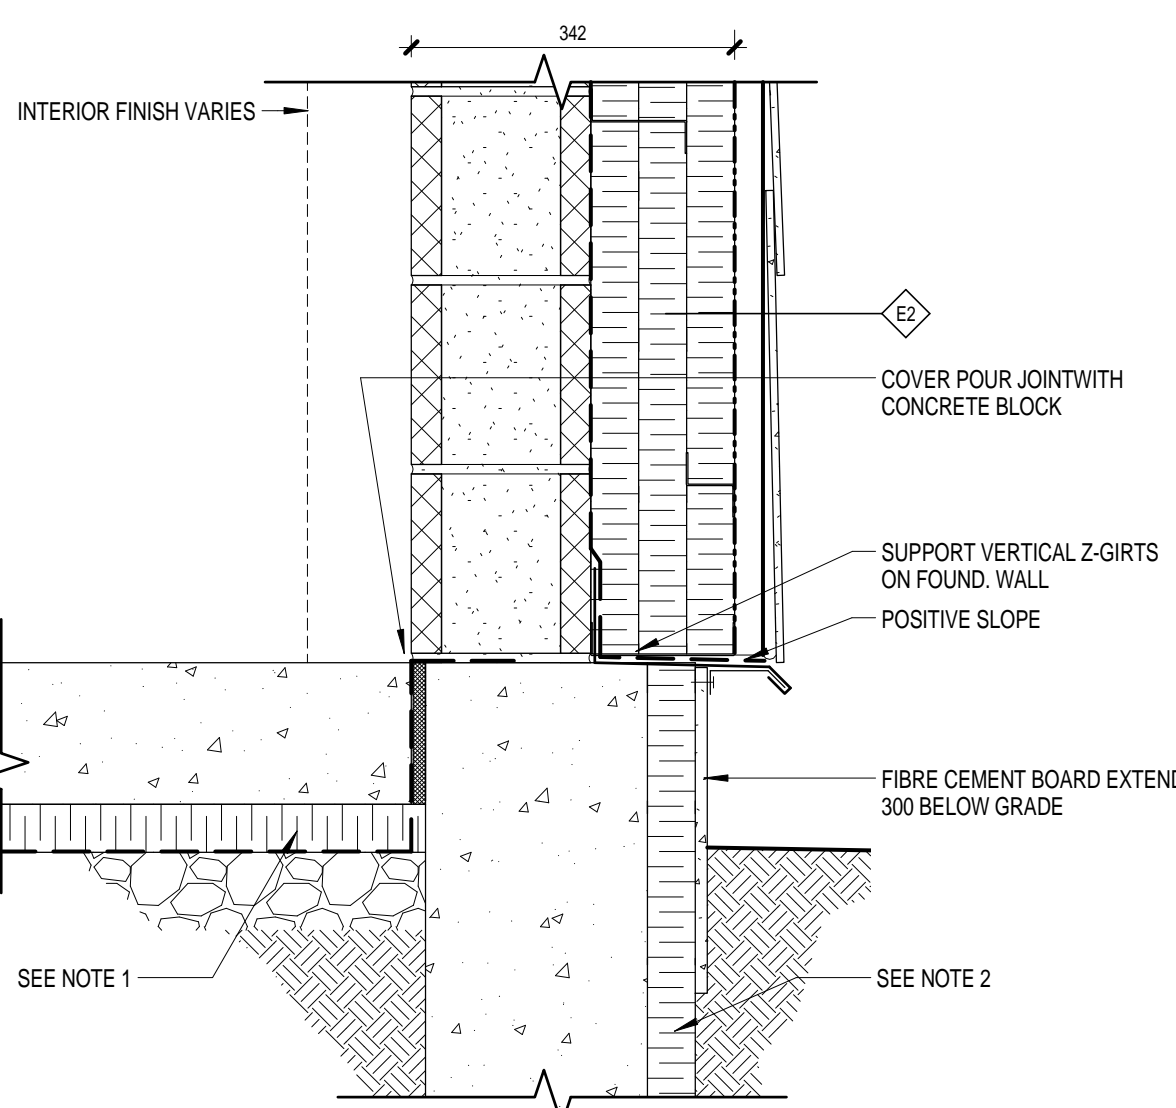 342
INTERIOR FINISH VARIES
E2
COVER POUR JOINTWITH
CONCRETE BLOCK
SUPPORT VERTICAL Z-GIRTS
ON FOUND. WALL
POSITIVE SLOPE
FIBRE CEMENT BOARD EXTEND
300 BELOW GRADE
SEE NOTE 1
SEE NOTE 2